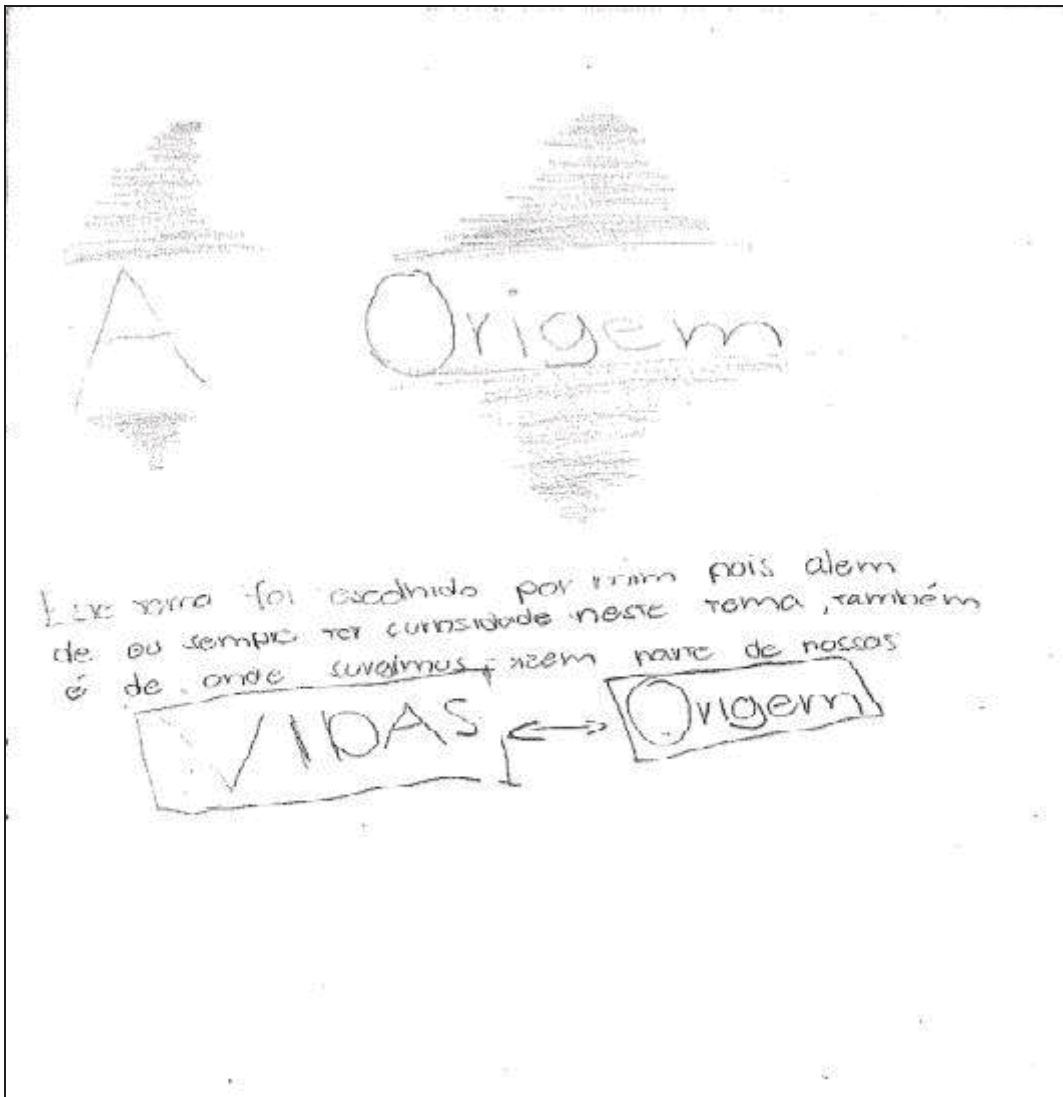 A Origem
Este tema foi escolhido por mim pois alem
de eu sempre ter curiosidade neste tema, também
é de onde surgimos, parte de nossas
VIDAS ↔ Origem